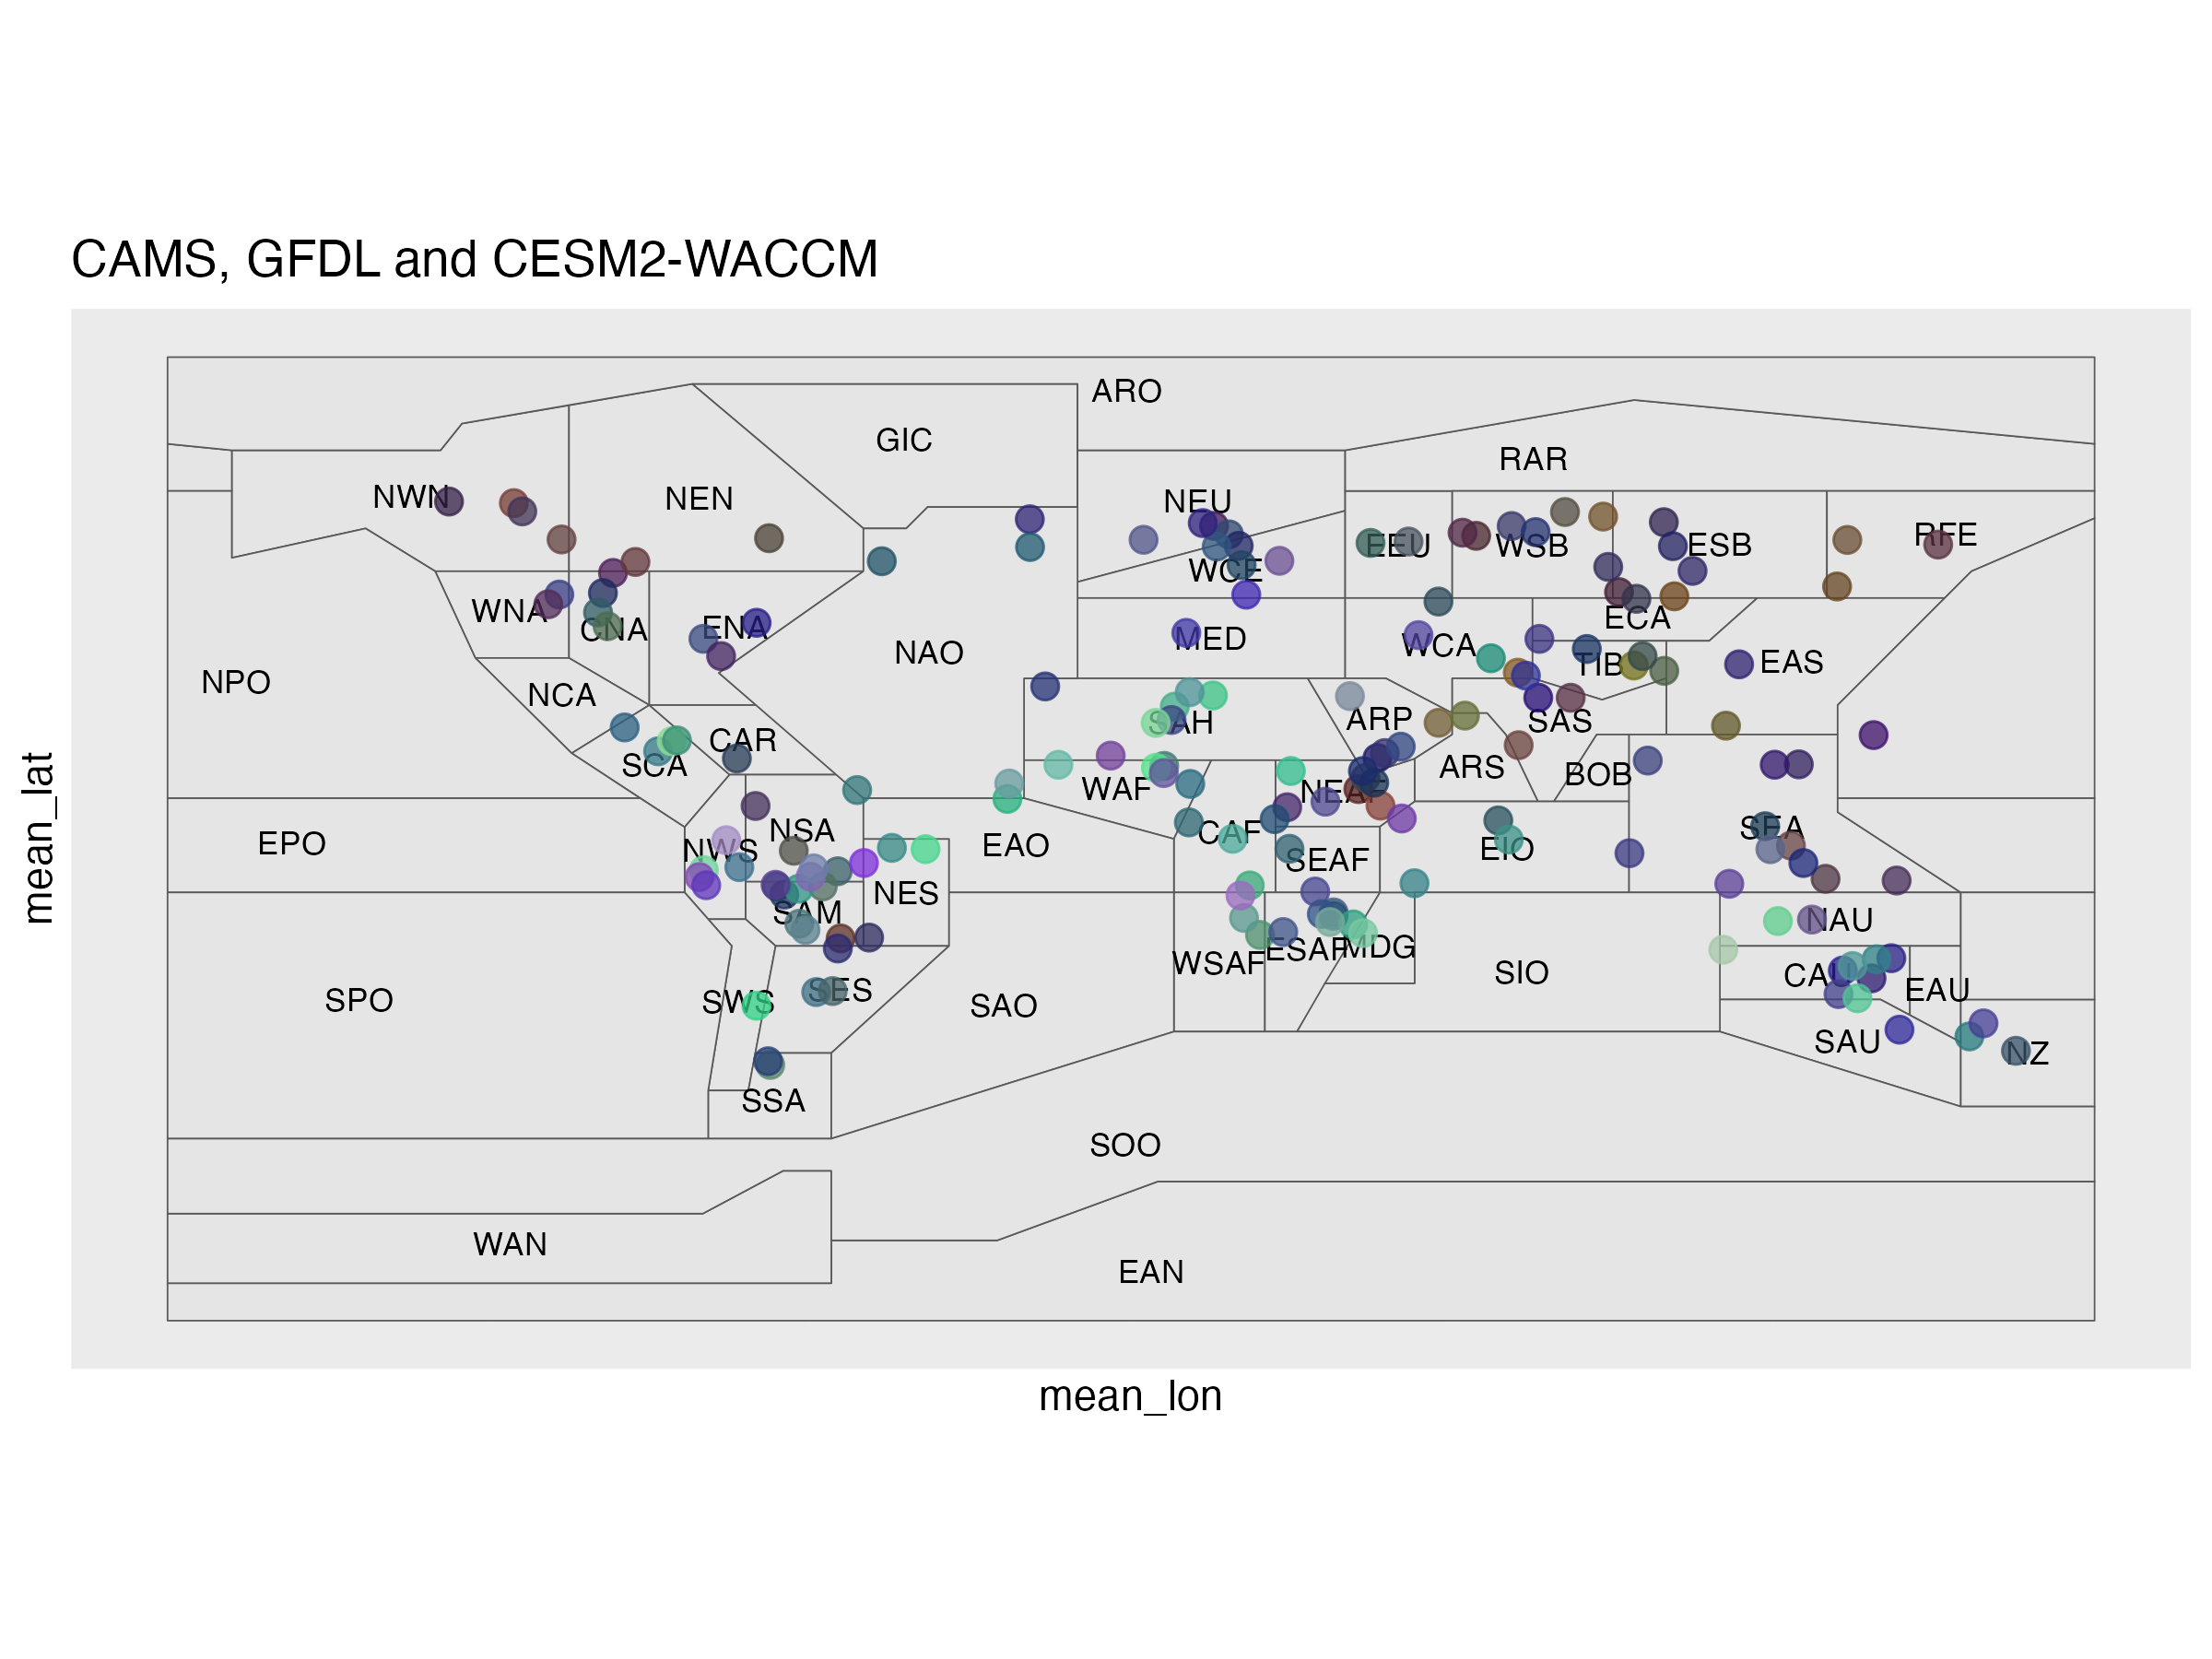 CAMS, GFDL and CESM2-WACCM
ARO
GIC
RAR
NWN
NEN
NEU
RFE
EEU
WSB
ESB
WCE
WNA
CNA
ENA
ECA
MED
WCA
NAO
TIB
EAS
NPO
NCA
SAH
ARP
SAS
CAR
SCA
ARS
BOB
WAF
NEAF
NSA
CAF
SEA
EPO
NWS
EAO
SEAF
EIO
NES
SAM
NAU
WSAF
ESAF
MDG
SIO
CAU
EAU
SPO
SWS
SES
SAO
SAU
NZ
SSA
SOO
WAN
EAN
mean_lon
mean_lat